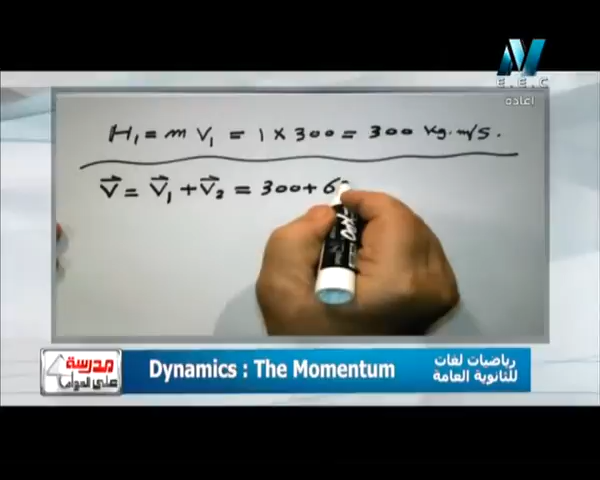 E.E.C
اعادة
H₁ = m V₁ = 1 × 300 = 300 kg.m/s.
V⃗ = V⃗₁ + V⃗₂ = 300 + 6
مدرسة
على الهواء
Dynamics : The Momentum
رياضيات لغات
للثانوية العامة